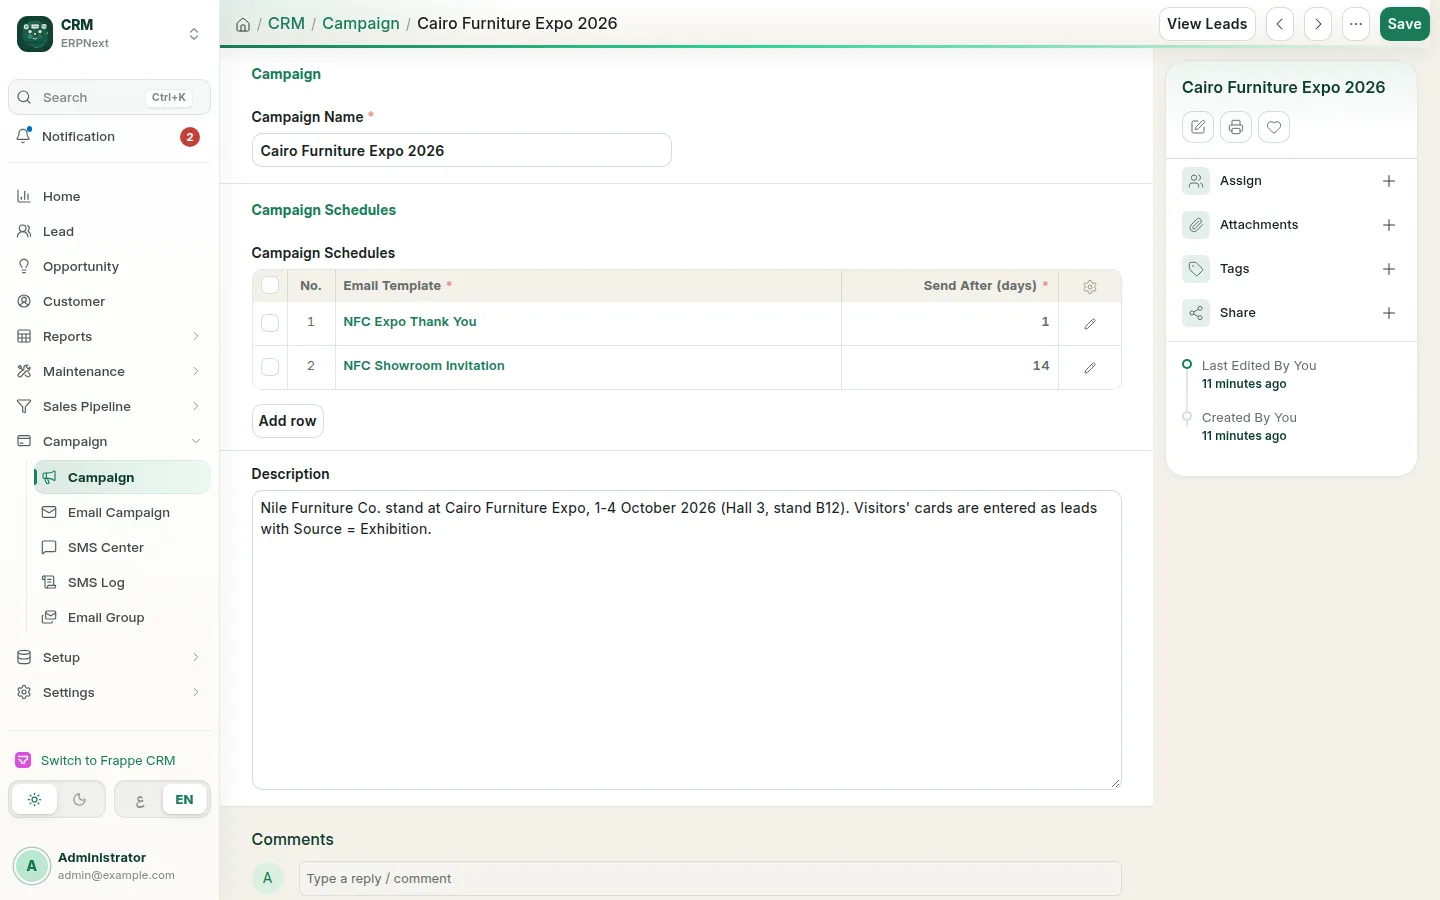 CRM
ERPNext
Search
Ctrl+K
Notification
2
Home
Lead
Opportunity
Customer
Reports
Maintenance
Sales Pipeline
Campaign
Campaign
Email Campaign
SMS Center
SMS Log
Email Group
Setup
Settings
Switch to Frappe CRM
ع
EN
A
Administrator
admin@example.com
/ CRM / Campaign / Cairo Furniture Expo 2026
View Leads
Save
Campaign
Campaign Name *
Cairo Furniture Expo 2026
Campaign Schedules
Campaign Schedules
No. Email Template * Send After (days) *
1 NFC Expo Thank You 1
2 NFC Showroom Invitation 14
Add row
Description
Nile Furniture Co. stand at Cairo Furniture Expo, 1-4 October 2026 (Hall 3, stand B12). Visitors' cards are entered as leads
with Source = Exhibition.
Comments
A
Type a reply / comment
Cairo Furniture Expo 2026
Assign
Attachments
Tags
Share
Last Edited By You
11 minutes ago
Created By You
11 minutes ago